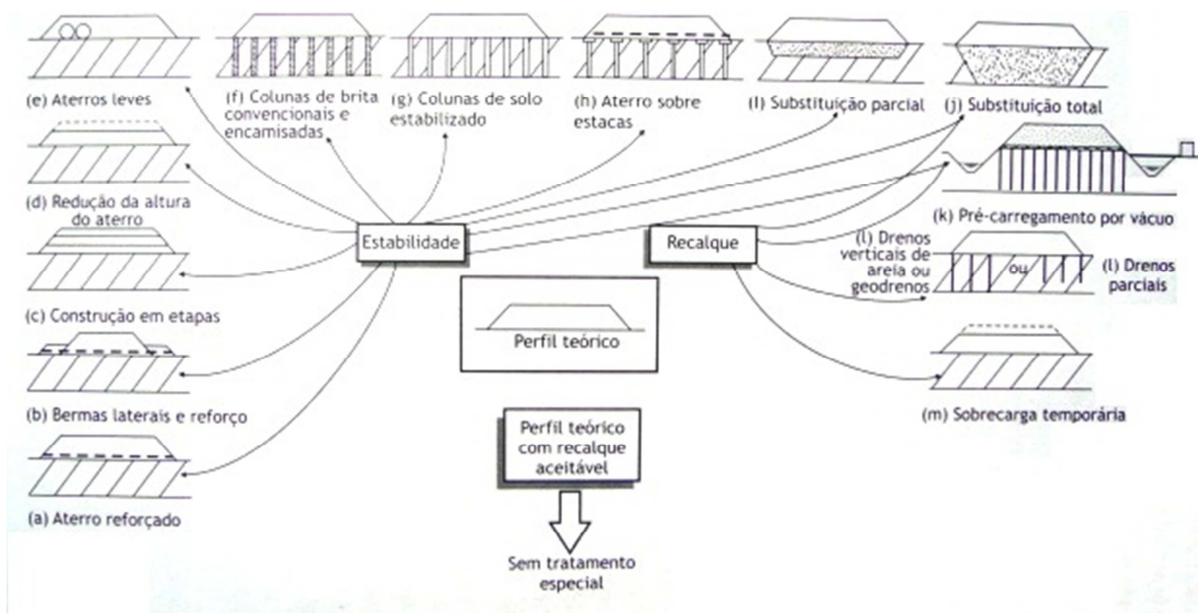 (e) Aterros leves
(f) Colunas de brita
convencionais e
encamisadas
(g) Colunas de solo
estabilizado
(h) Aterro sobre
estacas
(I) Substituição parcial
(j) Substituição total
(d) Redução da altura
do aterro
(k) Pré-carregamento por vácuo
Estabilidade
Recalque
(l) Drenos
verticais de
areia ou
geodrenos
ou
(l) Drenos
parciais
(c) Construção em etapas
Perfil teórico
(b) Bermas laterais e reforço
(m) Sobrecarga temporária
Perfil teórico
com recalque
aceitável
(a) Aterro reforçado
Sem tratamento
especial